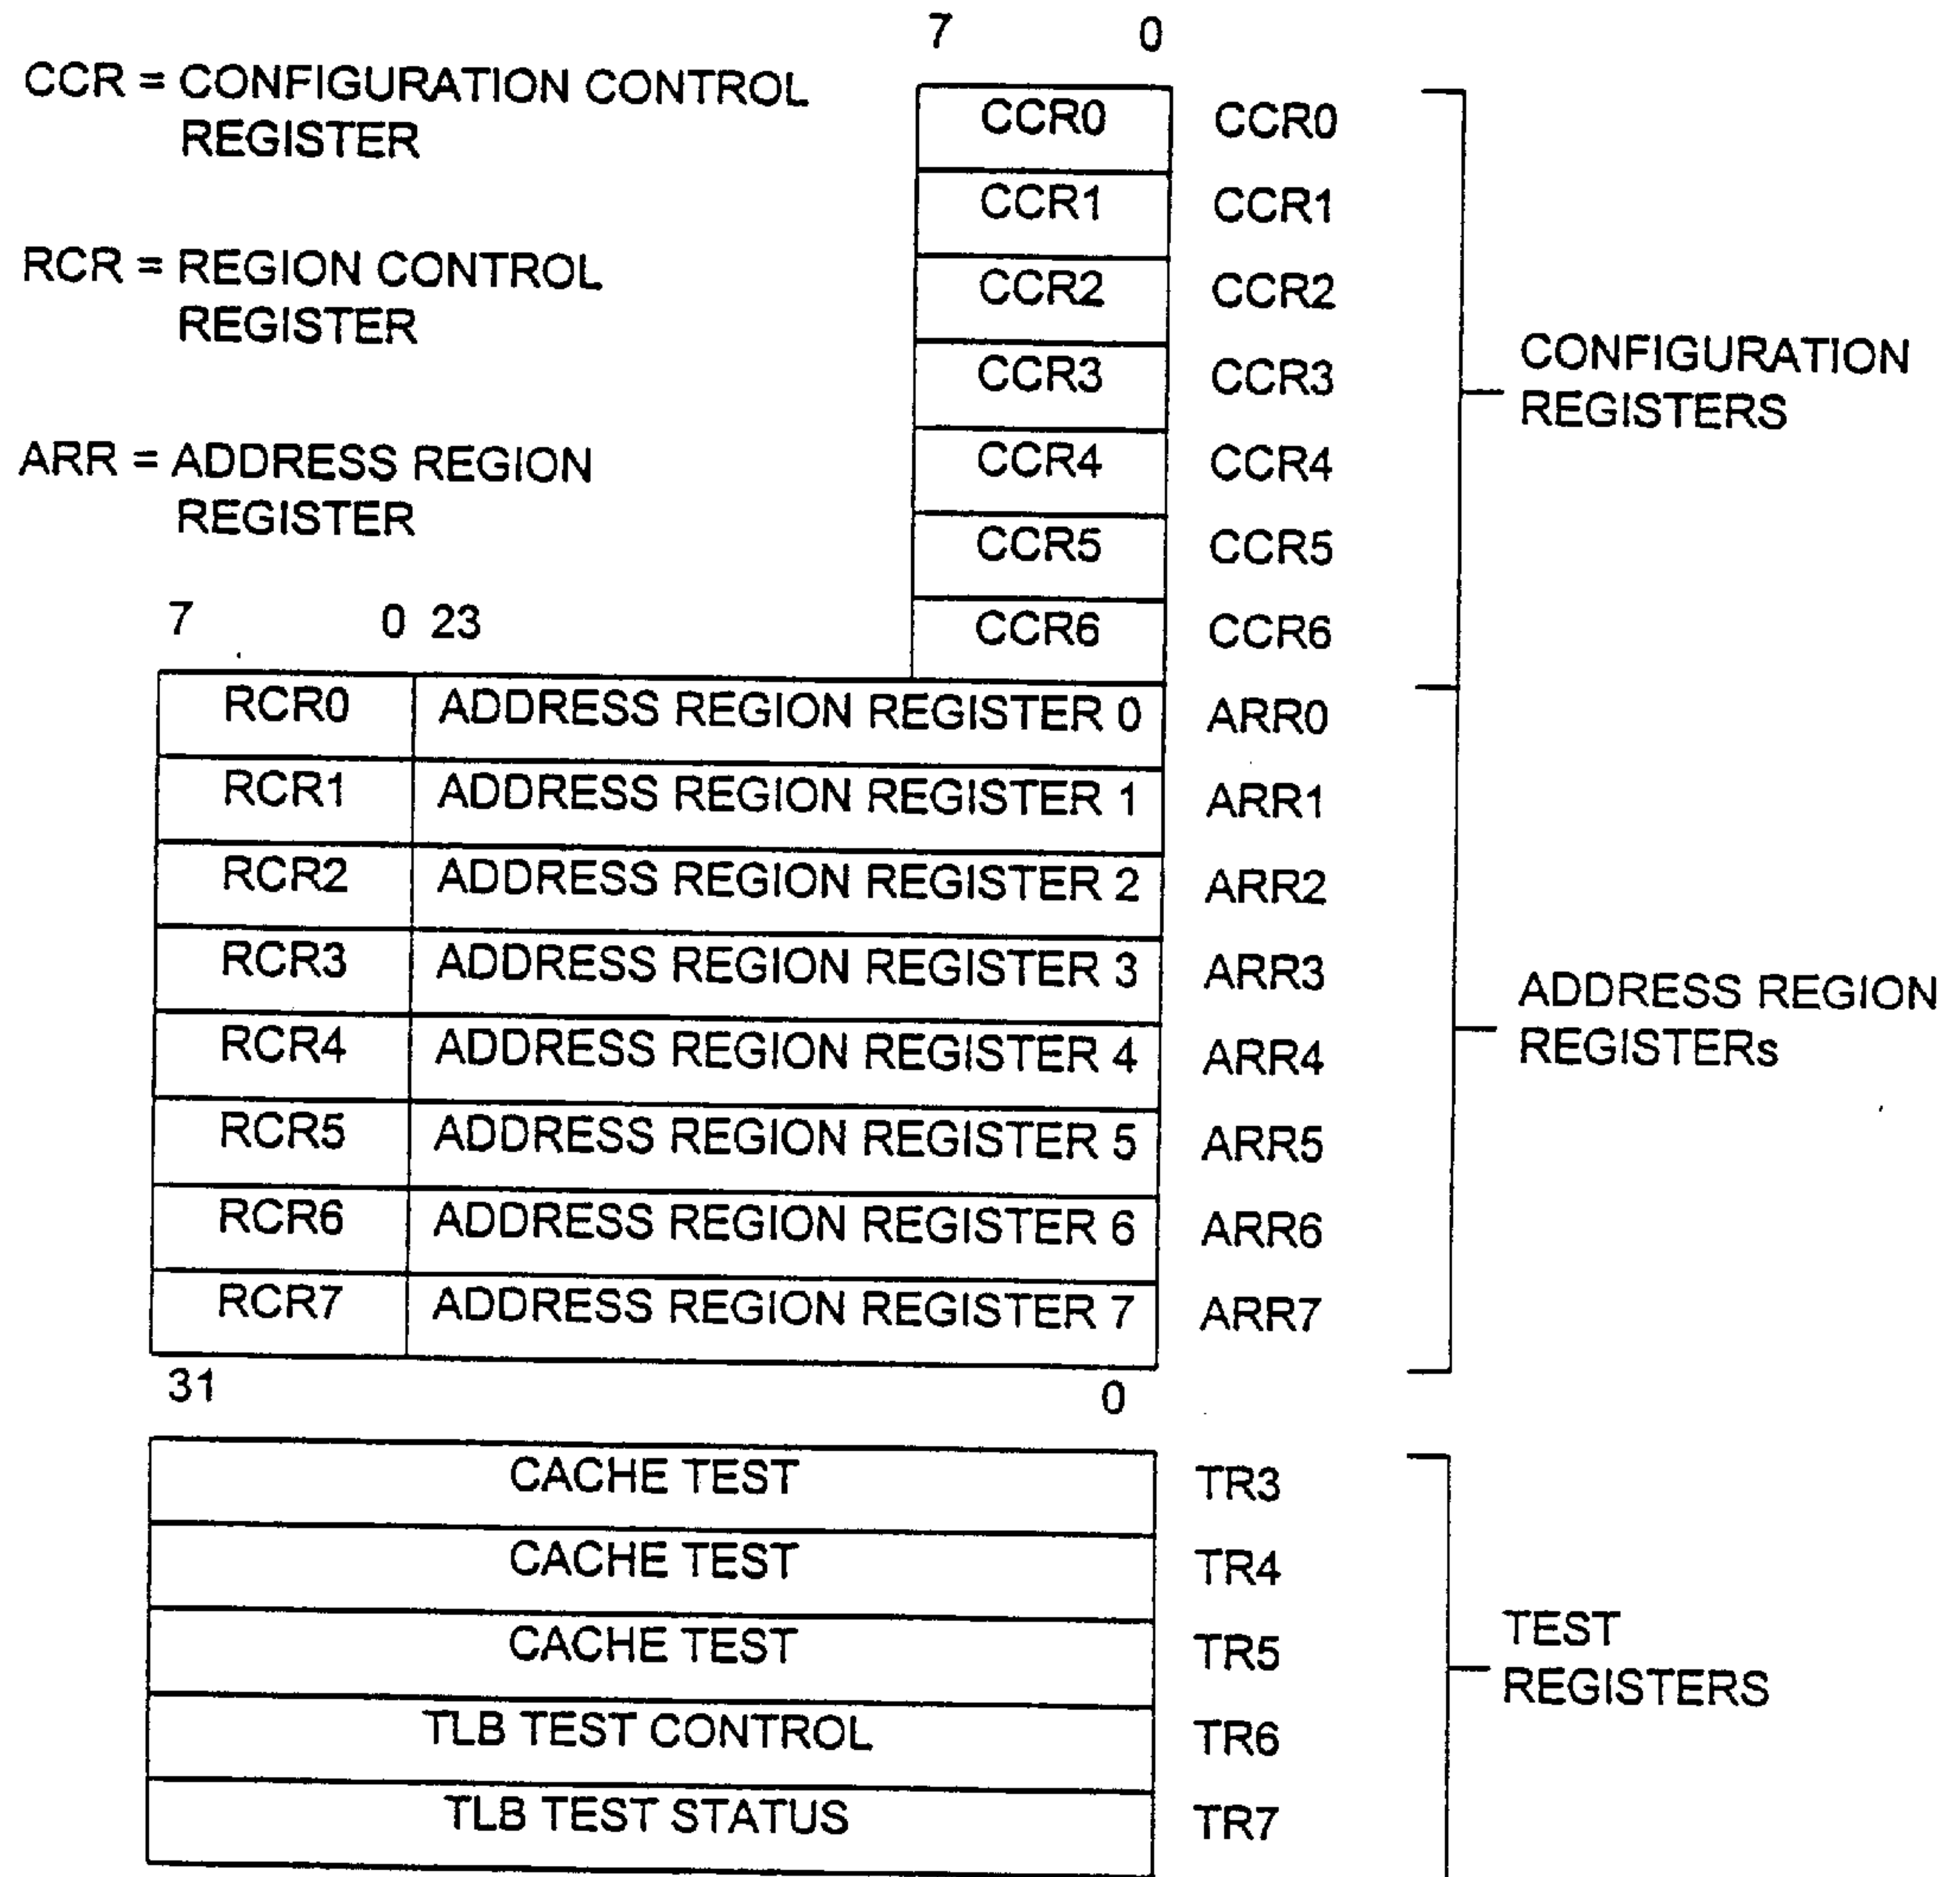 7 0
CCR = CONFIGURATION CONTROL
REGISTER
RCR = REGION CONTROL
REGISTER
ARR = ADDRESS REGION
REGISTER
CCR0 CCR0
CCR1 CCR1
CCR2 CCR2
CCR3 CCR3
CCR4 CCR4
CCR5 CCR5
CCR6 CCR6
CONFIGURATION
REGISTERS
7 0 23
RCR0 ADDRESS REGION REGISTER 0 ARR0
RCR1 ADDRESS REGION REGISTER 1 ARR1
RCR2 ADDRESS REGION REGISTER 2 ARR2
RCR3 ADDRESS REGION REGISTER 3 ARR3
RCR4 ADDRESS REGION REGISTER 4 ARR4
RCR5 ADDRESS REGION REGISTER 5 ARR5
RCR6 ADDRESS REGION REGISTER 6 ARR6
RCR7 ADDRESS REGION REGISTER 7 ARR7
ADDRESS REGION
REGISTERs
31 0
CACHE TEST TR3
CACHE TEST TR4
CACHE TEST TR5
TLB TEST CONTROL TR6
TLB TEST STATUS TR7
TEST
REGISTERS